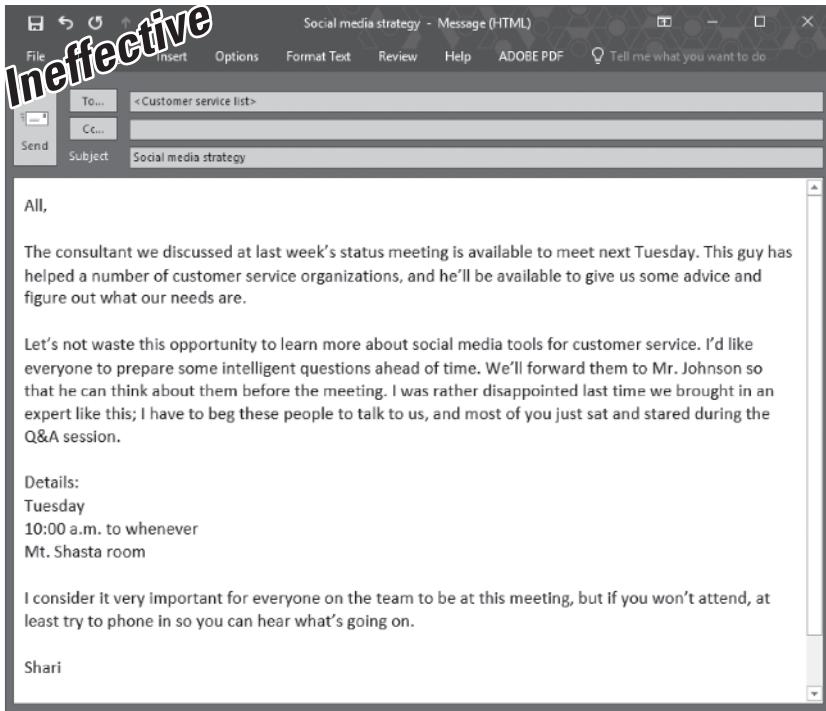 Social media strategy - Message (HTML)
Ineffective
File Insert Options Format Text Review Help ADOBE PDF Tell me what you want to do
To... <Customer service list>
Cc...
Send
Subject Social media strategy
All,
The consultant we discussed at last week's status meeting is available to meet next Tuesday. This guy has
helped a number of customer service organizations, and he'll be available to give us some advice and
figure out what our needs are.
Let's not waste this opportunity to learn more about social media tools for customer service. I'd like
everyone to prepare some intelligent questions ahead of time. We'll forward them to Mr. Johnson so
that he can think about them before the meeting. I was rather disappointed last time we brought in an
expert like this; I have to beg these people to talk to us, and most of you just sat and stared during the
Q&A session.
Details:
Tuesday
10:00 a.m. to whenever
Mt. Shasta room
I consider it very important for everyone on the team to be at this meeting, but if you won't attend, at
least try to phone in so you can hear what's going on.
Shari